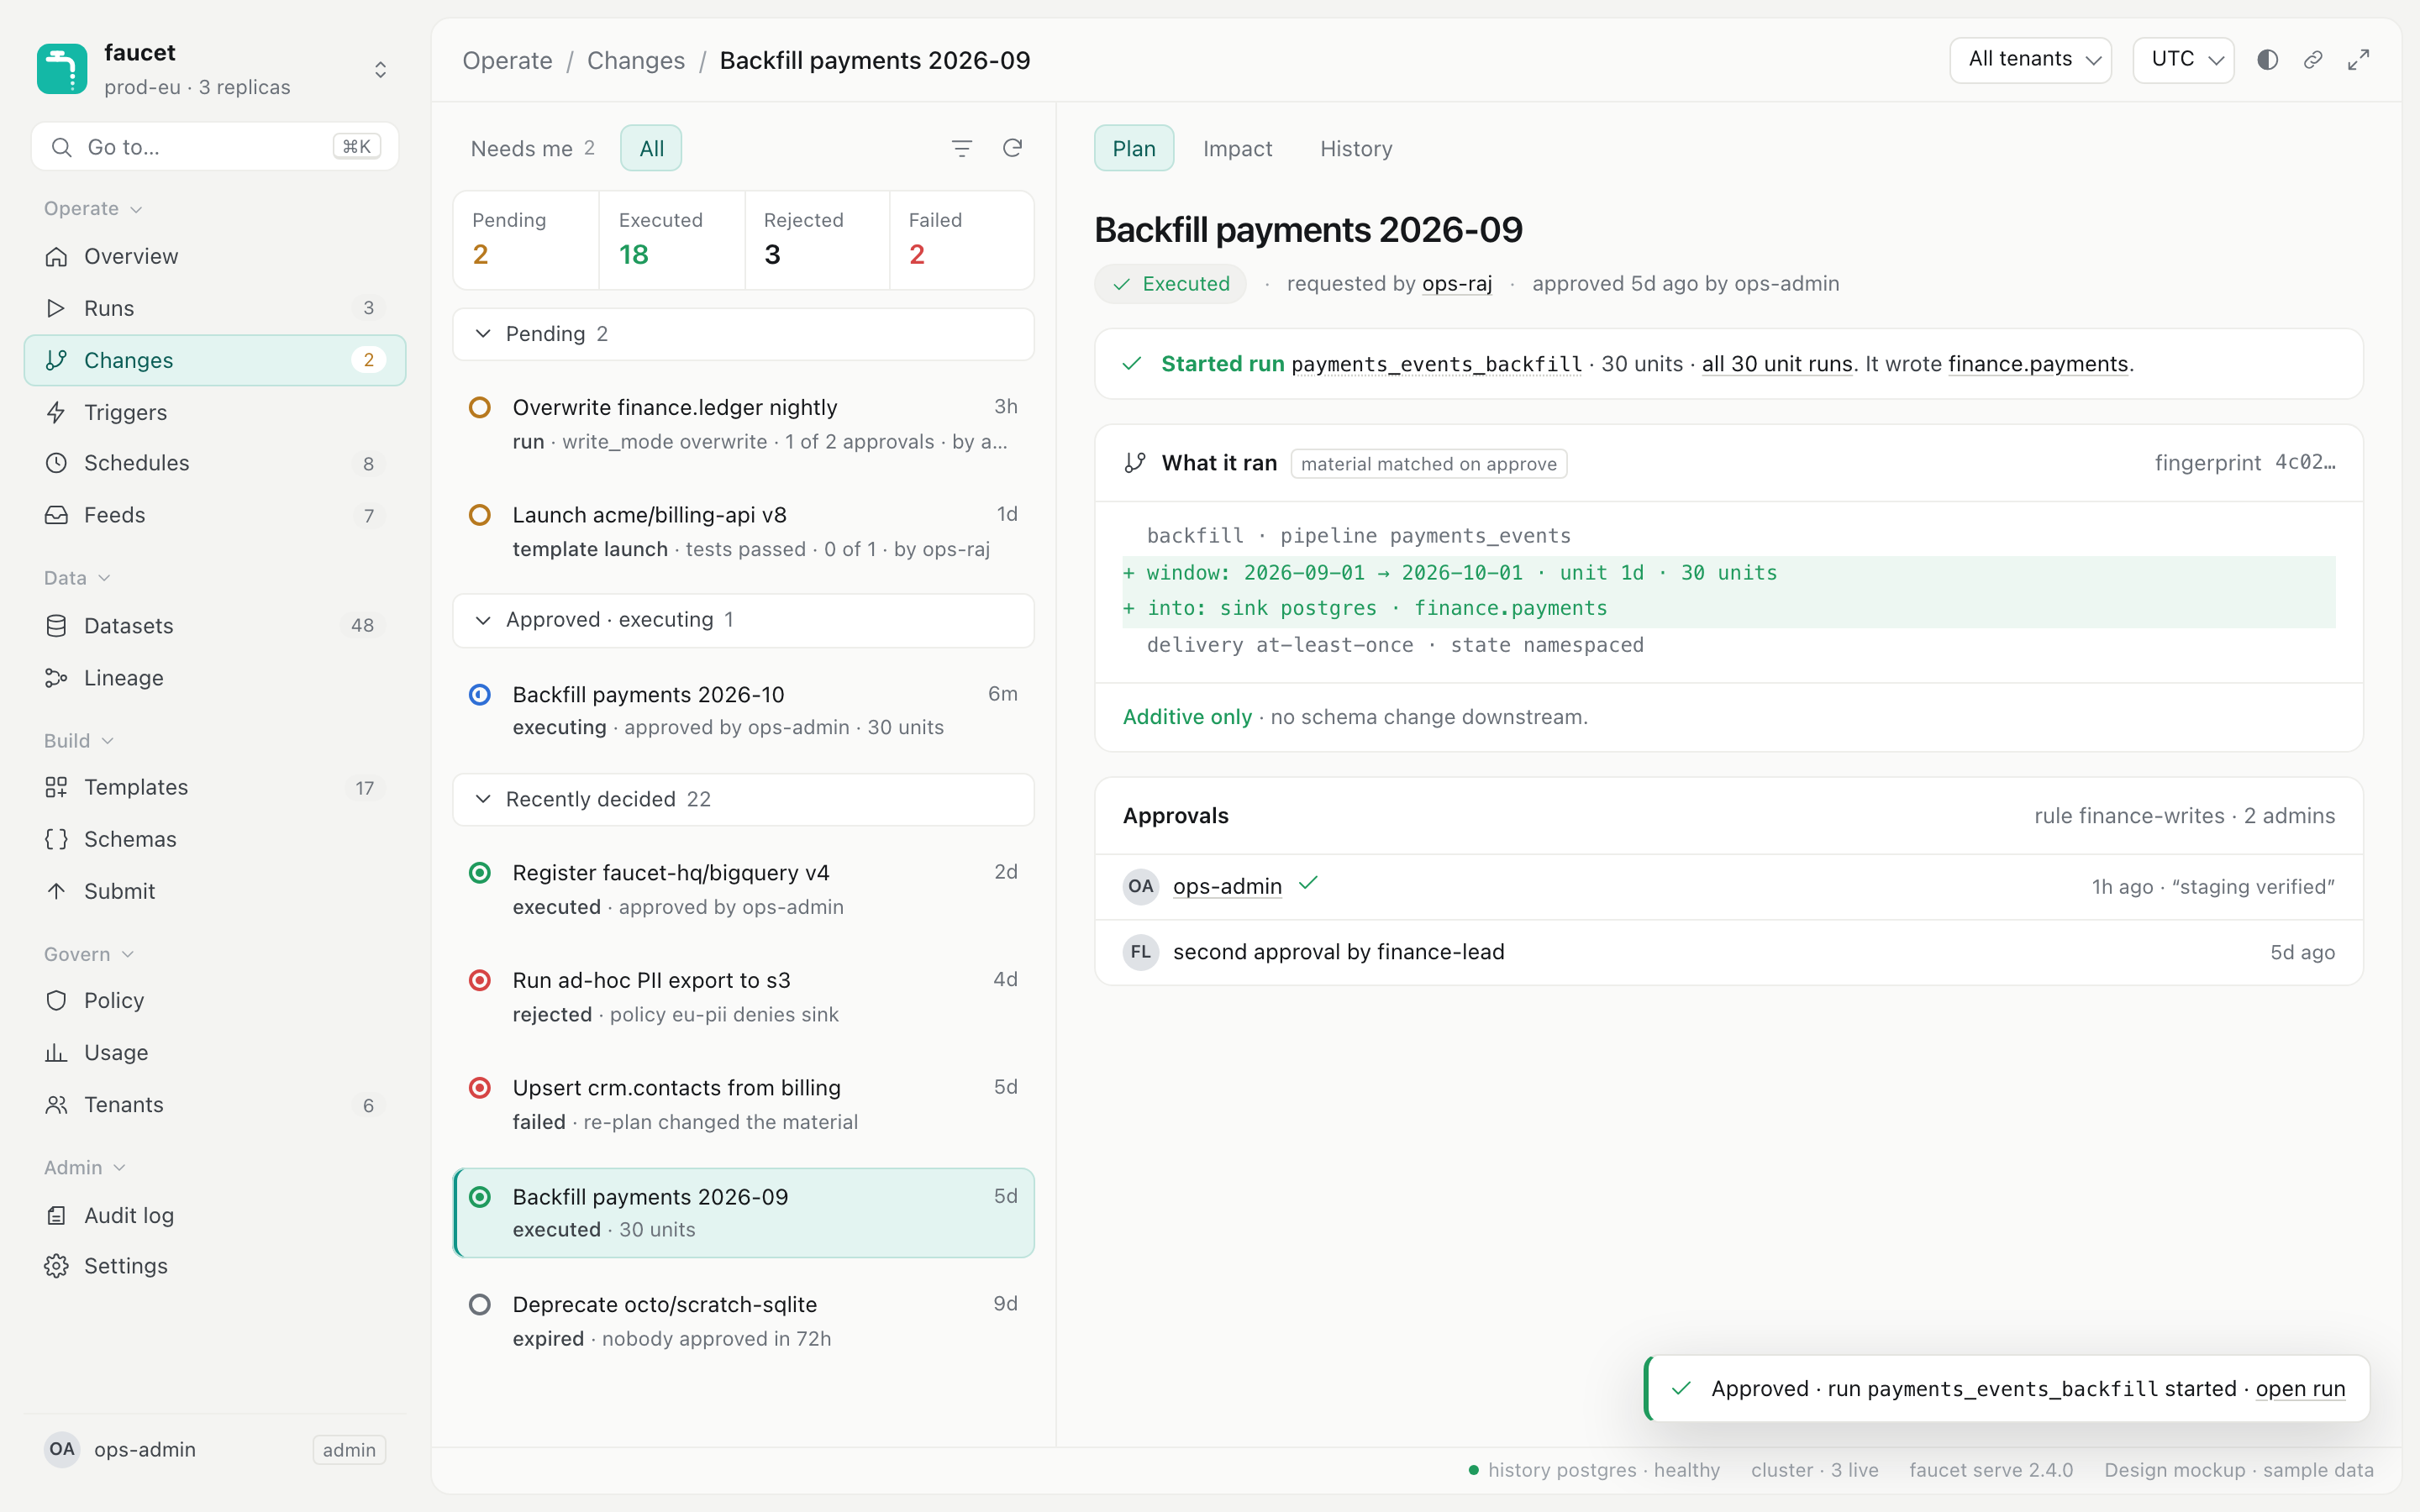 faucet
prod-eu · 3 replicas
Go to... ⌘K
Operate
Overview
Runs 3
Changes 2
Triggers
Schedules 8
Feeds 7
Data
Datasets 48
Lineage
Build
Templates 17
Schemas
Submit
Govern
Policy
Usage
Tenants 6
Admin
Audit log
Settings
OA ops-admin admin
Operate / Changes / Backfill payments 2026-09
All tenants UTC
Needs me 2 All
Pending Executed Rejected Failed
2 18 3 2
Pending 2
Overwrite finance.ledger nightly 3h
run · write_mode overwrite · 1 of 2 approvals · by a...
Launch acme/billing-api v8 1d
template launch · tests passed · 0 of 1 · by ops-raj
Approved · executing 1
Backfill payments 2026-10 6m
executing · approved by ops-admin · 30 units
Recently decided 22
Register faucet-hq/bigquery v4 2d
executed · approved by ops-admin
Run ad-hoc PII export to s3 4d
rejected · policy eu-pii denies sink
Upsert crm.contacts from billing 5d
failed · re-plan changed the material
Backfill payments 2026-09 5d
executed · 30 units
Deprecate octo/scratch-sqlite 9d
expired · nobody approved in 72h
Plan Impact History
Backfill payments 2026-09
Executed · requested by ops-raj · approved 5d ago by ops-admin
Started run payments_events_backfill · 30 units · all 30 unit runs. It wrote finance.payments.
What it ran material matched on approve fingerprint 4c02…
backfill · pipeline payments_events
+ window: 2026-09-01 → 2026-10-01 · unit 1d · 30 units
+ into: sink postgres · finance.payments
delivery at-least-once · state namespaced
Additive only · no schema change downstream.
Approvals rule finance-writes · 2 admins
OA ops-admin 1h ago · “staging verified”
FL second approval by finance-lead 5d ago
Approved · run payments_events_backfill started · open run
history postgres · healthy cluster · 3 live faucet serve 2.4.0 Design mockup · sample data